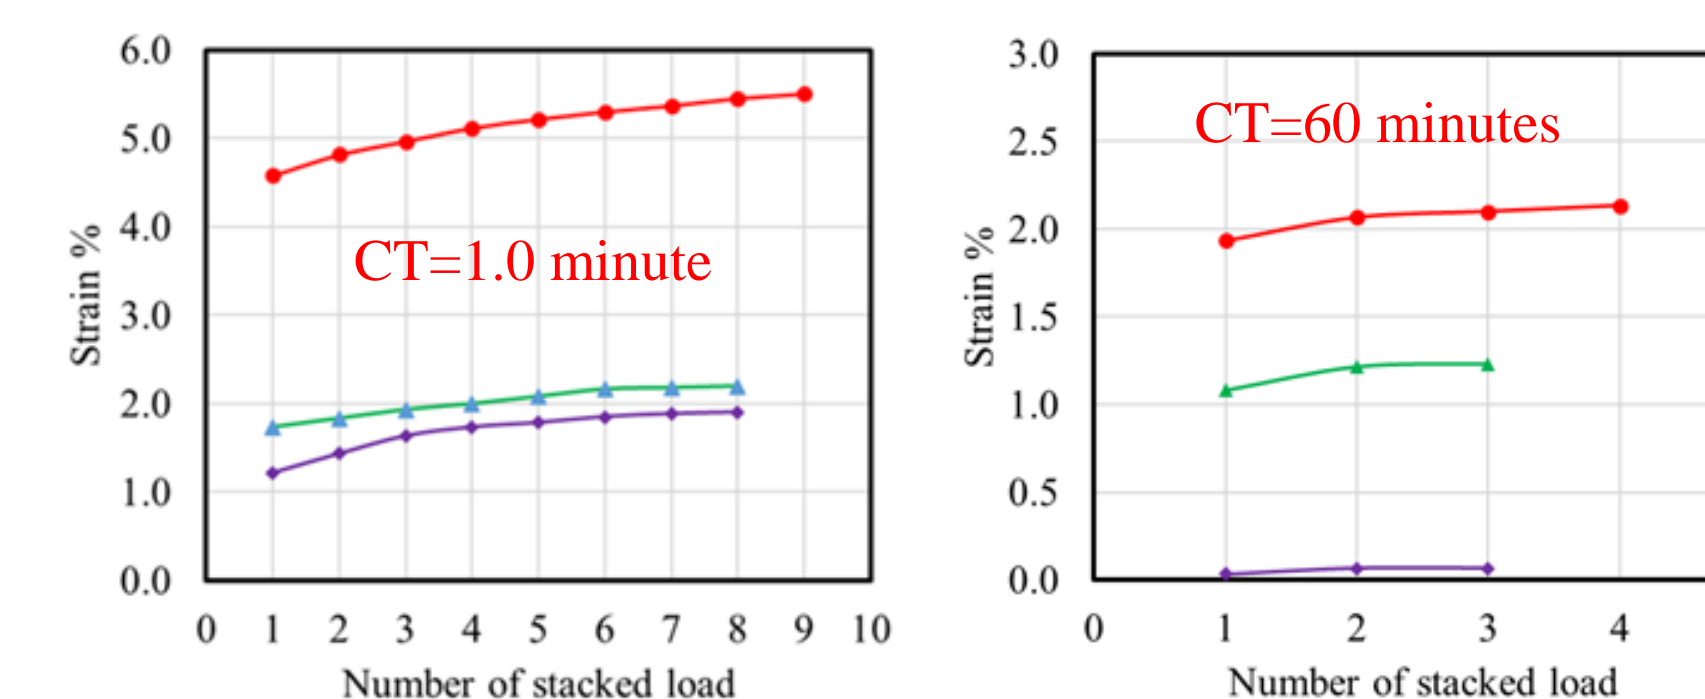 6.0
5.0
4.0
3.0
2.0
1.0
0.0
Strain %
CT=1.0 minute
0 1 2 3 4 5 6 7 8 9 10
Number of stacked load
3.0
2.5
2.0
1.5
1.0
0.5
0.0
Strain %
CT=60 minutes
0 1 2 3 4
Number of stacked load